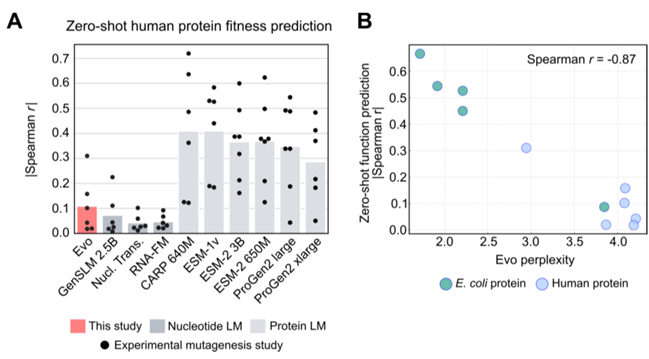 A
Zero-shot human protein fitness prediction
|Spearman r|
0.7
0.6
0.5
0.4
0.3
0.2
0.1
0.0
Evo
GenSLM 2.5B
Nucl. Trans.
RNA-FM
CARP 640M
ESM-1v
ESM-2 3B
ESM-2 650M
ProGen2 large
ProGen2 xlarge
This study
Nucleotide LM
Protein LM
Experimental mutagenesis study
B
Spearman r = -0.87
Zero-shot function prediction
|Spearman r|
0.6
0.5
0.4
0.3
0.2
0.1
0.0
2.0
2.5
3.0
3.5
4.0
Evo perplexity
E. coli protein
Human protein